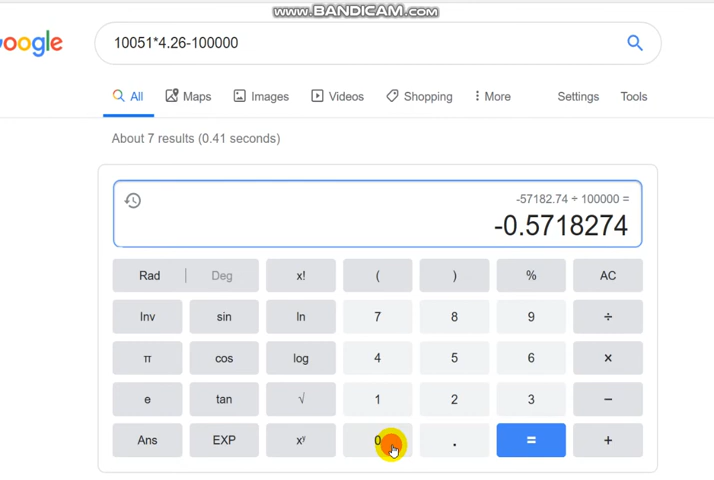 www.BANDICAM.com
oogle
10051*4.26-100000
All Maps Images Videos Shopping More Settings Tools
About 7 results (0.41 seconds)
-57182.74 ÷ 100000 =
-0.5718274
Rad Deg x! ( ) % AC
Inv sin ln 7 8 9 ÷
π cos log 4 5 6 ×
e tan √ 1 2 3 −
Ans EXP xʸ 0 . = +